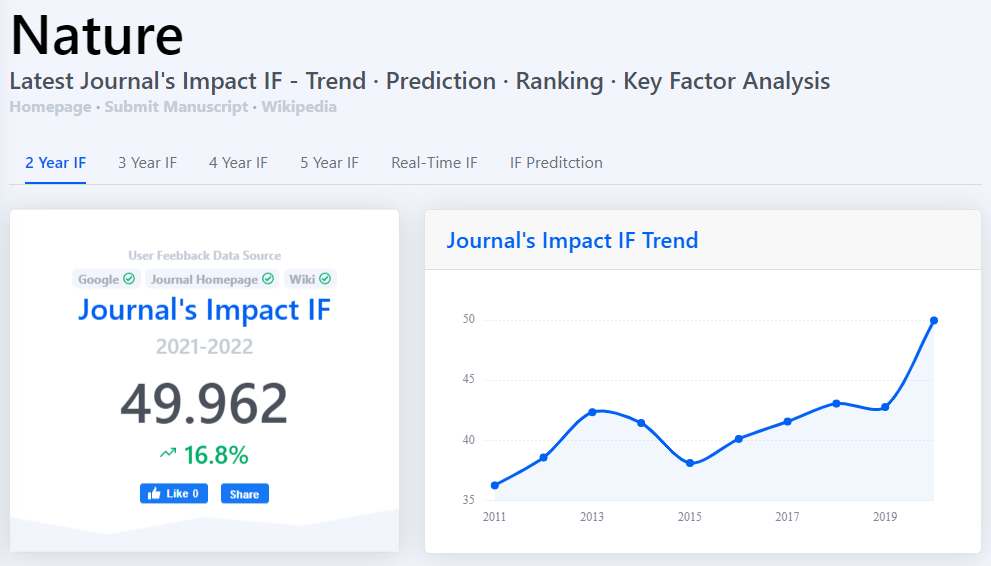 Nature
Latest Journal's Impact IF - Trend · Prediction · Ranking · Key Factor Analysis
Homepage · Submit Manuscript · Wikipedia
2 Year IF 3 Year IF 4 Year IF 5 Year IF Real-Time IF IF Preditction
User Feebback Data Source
Google Journal Homepage Wiki
Journal's Impact IF
2021-2022
49.962
16.8%
Like 0 Share
Journal's Impact IF Trend
50
45
40
35
2011 2013 2015 2017 2019